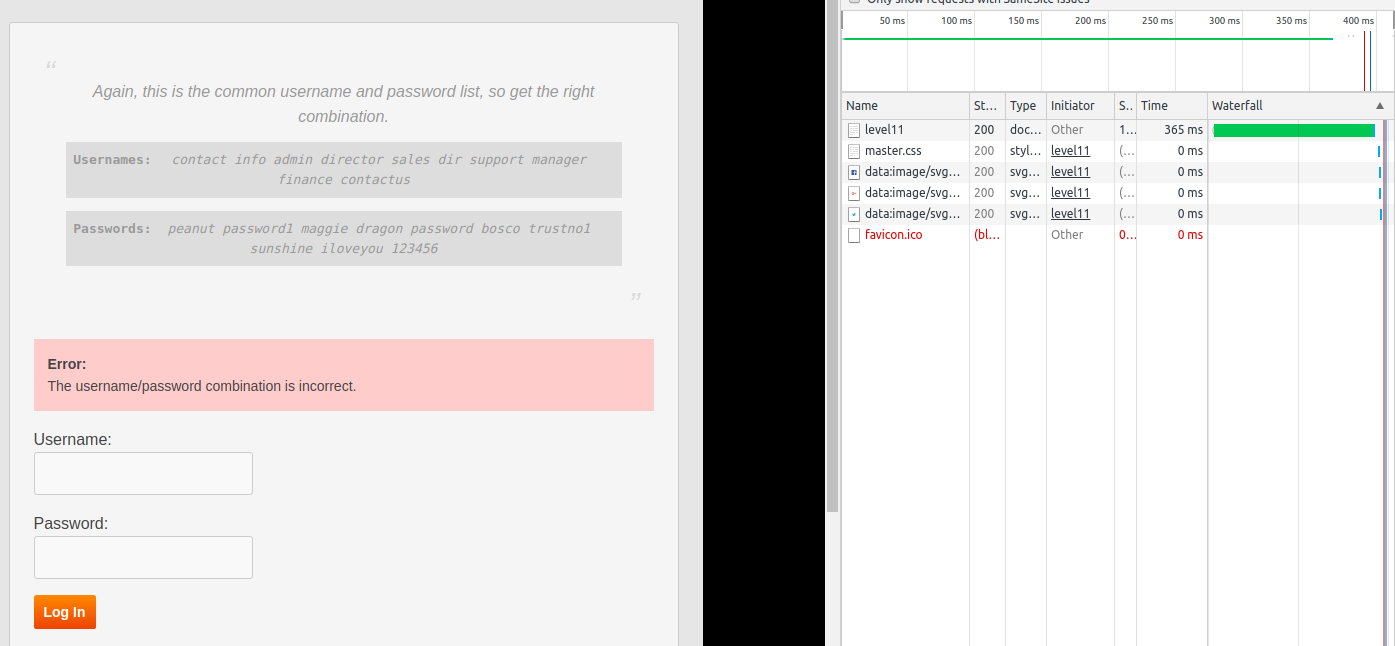 “
Again, this is the common username and password list, so get the right
combination.
Usernames: contact info admin director sales dir support manager
finance contactus
Passwords: peanut password1 maggie dragon password bosco trustno1
sunshine iloveyou 123456
”
Error:
The username/password combination is incorrect.
Username:
Password:
Log In
Only show requests with SameSite issues
50 ms 100 ms 150 ms 200 ms 250 ms 300 ms 350 ms 400 ms
Name St... Type Initiator S.. Time Waterfall ▲
level11 200 doc... Other 1... 365 ms
master.css 200 styl... level11 (... 0 ms
data:image/svg... 200 svg... level11 (... 0 ms
data:image/svg... 200 svg... level11 (... 0 ms
data:image/svg... 200 svg... level11 (... 0 ms
favicon.ico (bl... Other 0... 0 ms